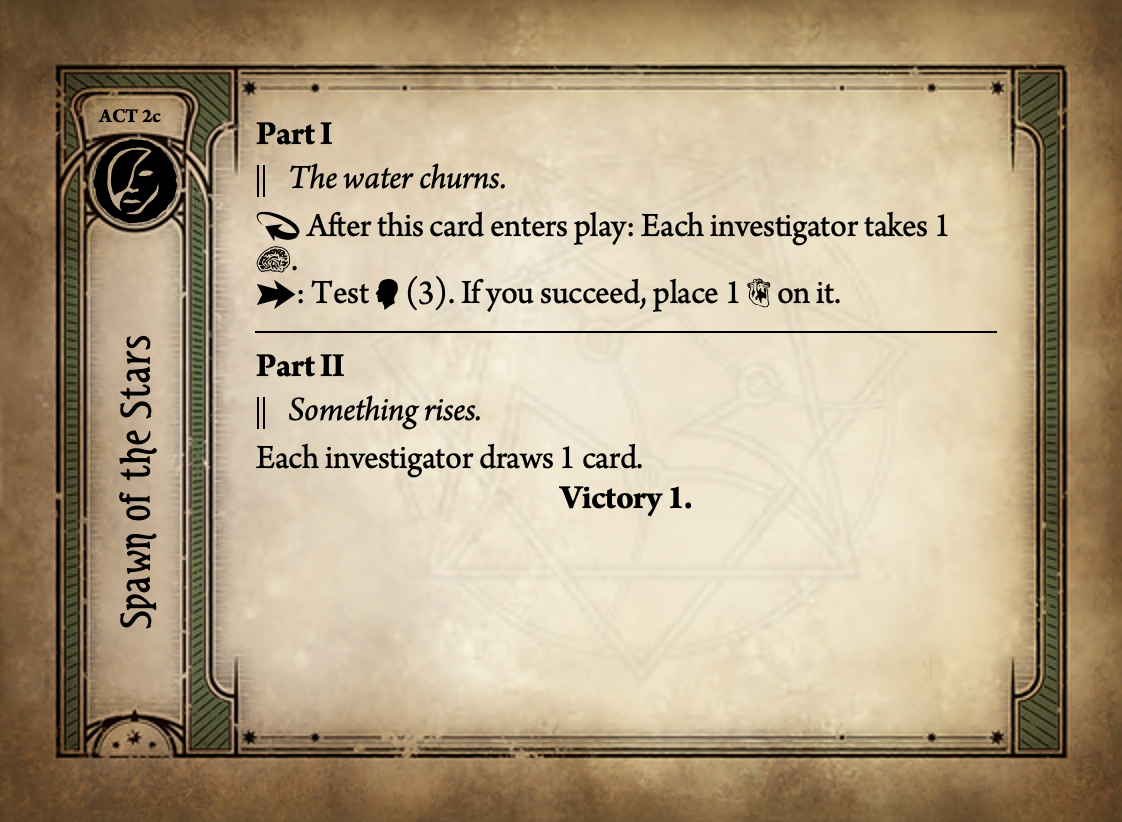 ACT 2c
Spawn of the Stars
Part I
The water churns.
After this card enters play: Each investigator takes 1
.
: Test (3). If you succeed, place 1 on it.
Part II
Something rises.
Each investigator draws 1 card.
Victory 1.